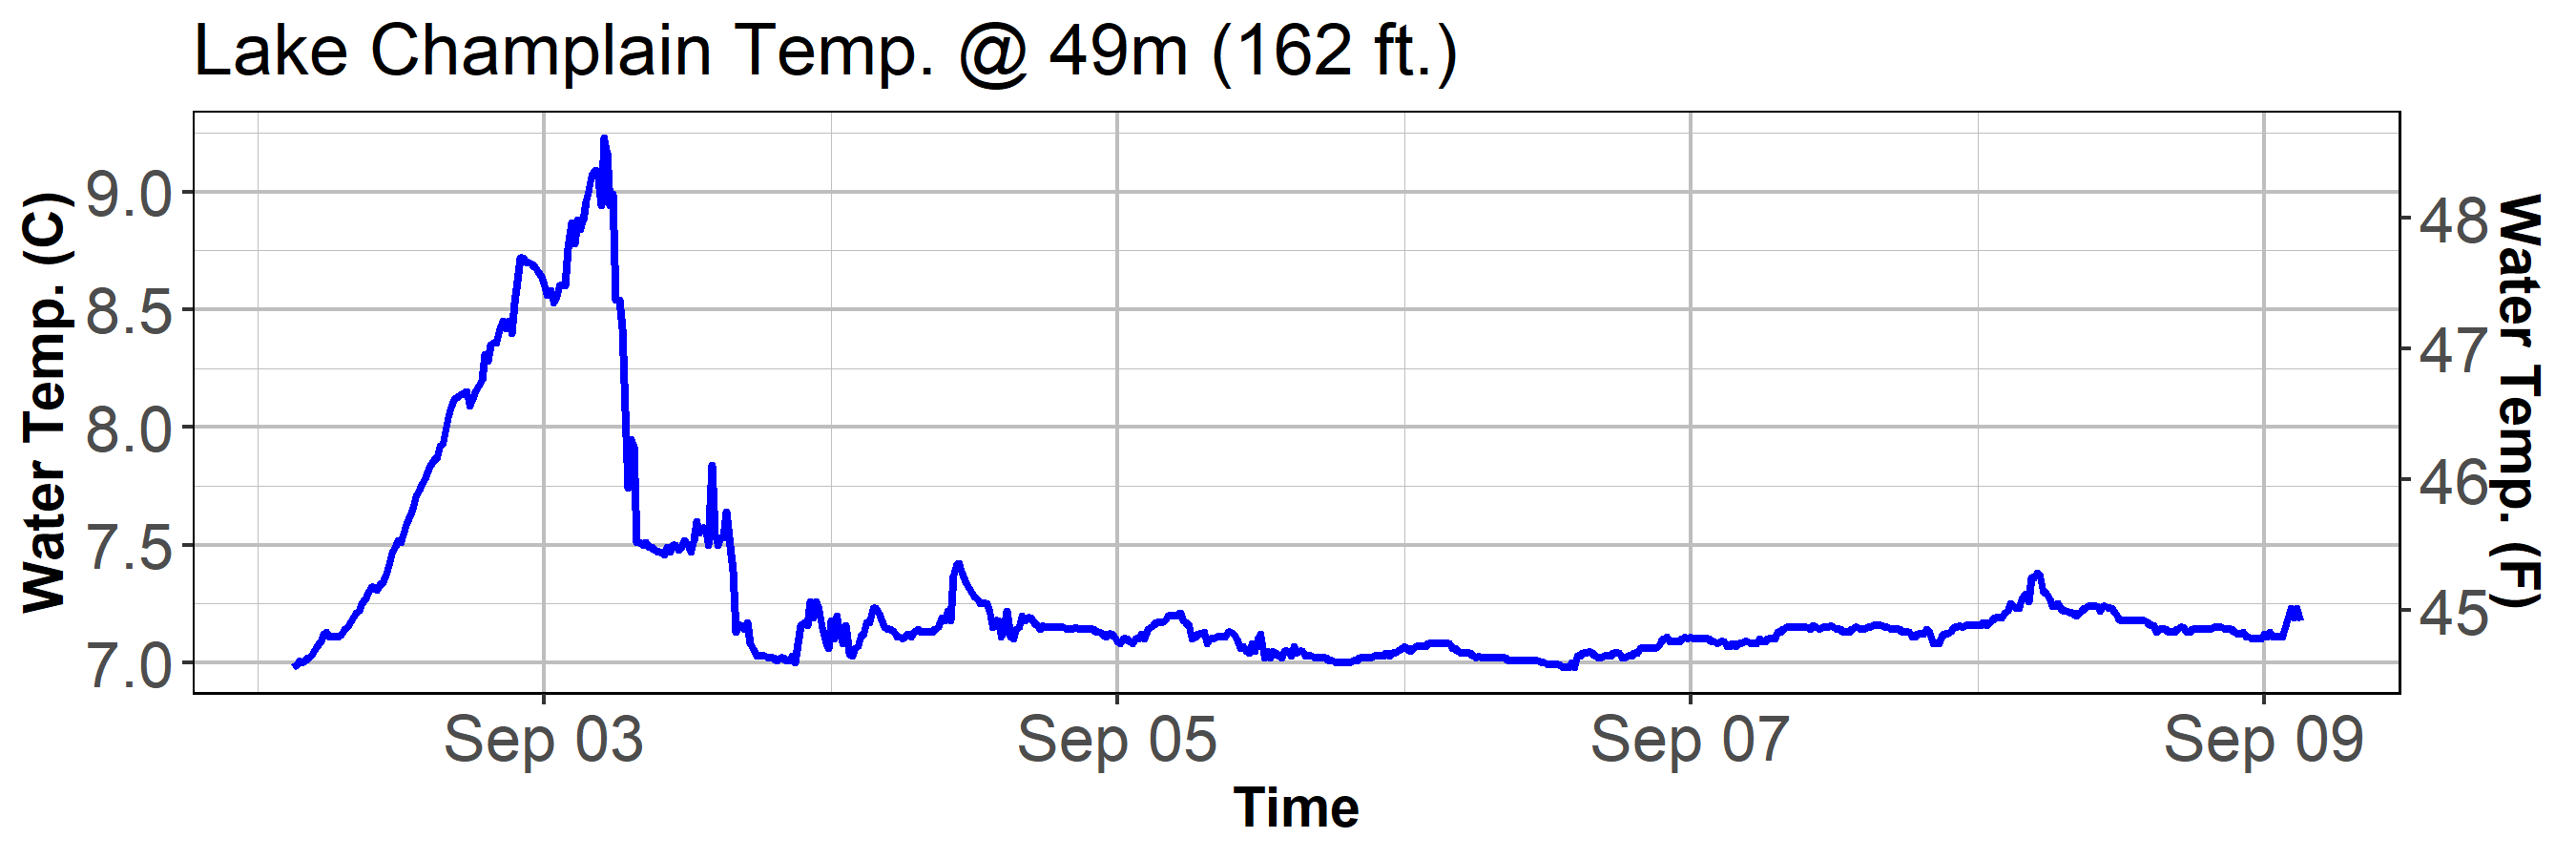 Lake Champlain Temp. @ 49m (162 ft.)
Water Temp. (C)
9.0
8.5
8.0
7.5
7.0
48
47
46
45
Water Temp. (F)
Sep 03
Sep 05
Sep 07
Sep 09
Time